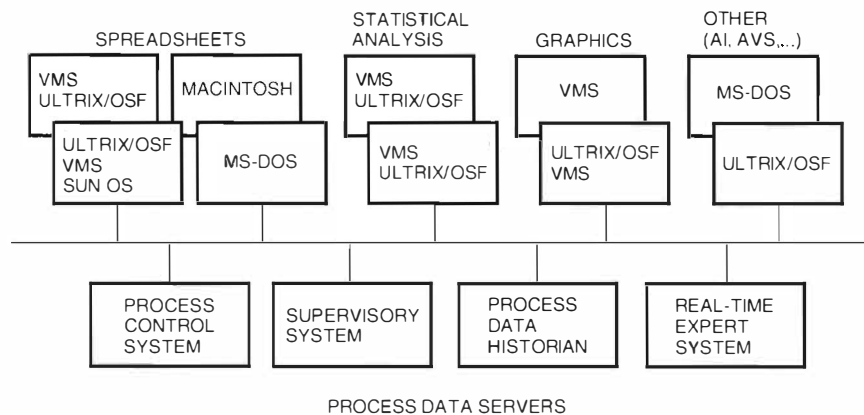 SPREADSHEETS
STATISTICAL
ANALYSIS
GRAPHICS
OTHER
(AI, AVS,...)
VMS
ULTRIX/OSF
MACINTOSH
ULTRIX/OSF
VMS
SUN OS
MS-DOS
VMS
ULTRIX/OSF
VMS
ULTRIX/OSF
VMS
ULTRIX/OSF
VMS
MS-DOS
ULTRIX/OSF
PROCESS
CONTROL
SYSTEM
SUPERVISORY
SYSTEM
PROCESS
DATA
HISTORIAN
REAL-TIME
EXPERT
SYSTEM
PROCESS DATA SERVERS